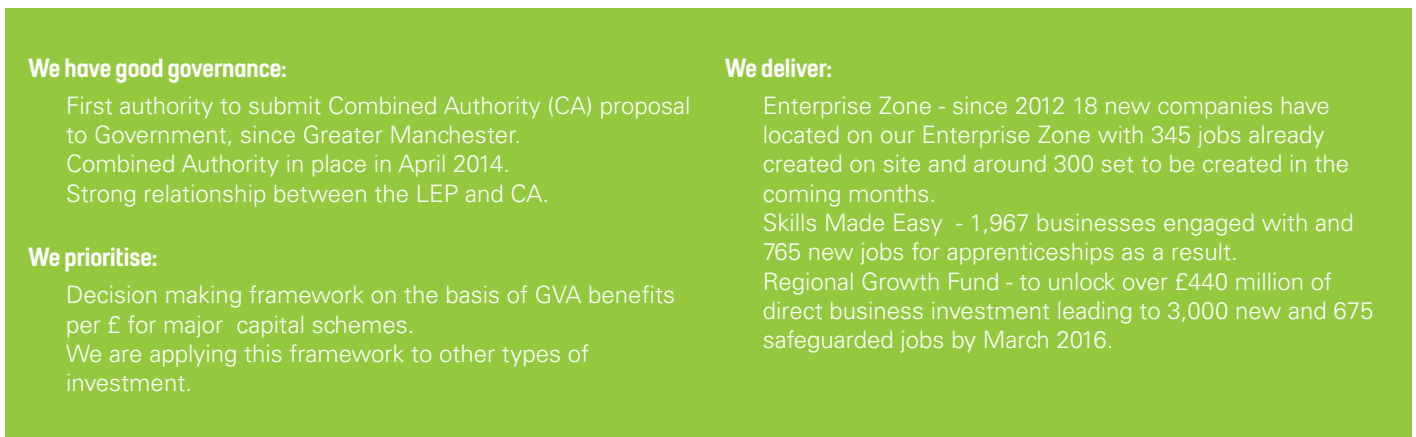 We have good governance:
First authority to submit Combined Authority (CA) proposal
to Government, since Greater Manchester.
Combined Authority in place in April 2014.
Strong relationship between the LEP and CA.
We prioritise:
Decision making framework on the basis of GVA benefits
per £ for major capital schemes.
We are applying this framework to other types of
investment.
We deliver:
Enterprise Zone - since 2012 18 new companies have
located on our Enterprise Zone with 345 jobs already
created on site and around 300 set to be created in the
coming months.
Skills Made Easy - 1,967 businesses engaged with and
765 new jobs for apprenticeships as a result.
Regional Growth Fund - to unlock over £440 million of
direct business investment leading to 3,000 new and 675
safeguarded jobs by March 2016.